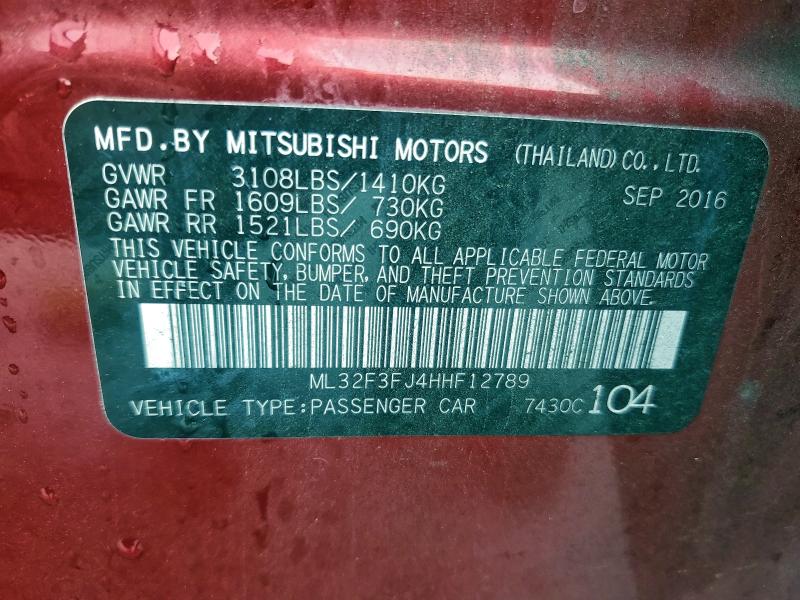 MFD.BY MITSUBISHI MOTORS (THAILAND)CO.,LTD.
GVWR 3108LBS/1410KG SEP 2016
GAWR FR 1609LBS/ 730KG
GAWR RR 1521LBS/ 690KG
THIS VEHICLE CONFORMS TO ALL APPLICABLE FEDERAL MOTOR
VEHICLE SAFETY, BUMPER, AND THEFT PREVENTION STANDARDS
IN EFFECT ON THE DATE OF MANUFACTURE SHOWN ABOVE.
ML32F3FJ4HHF12789
VEHICLE TYPE:PASSENGER CAR 7430C 104